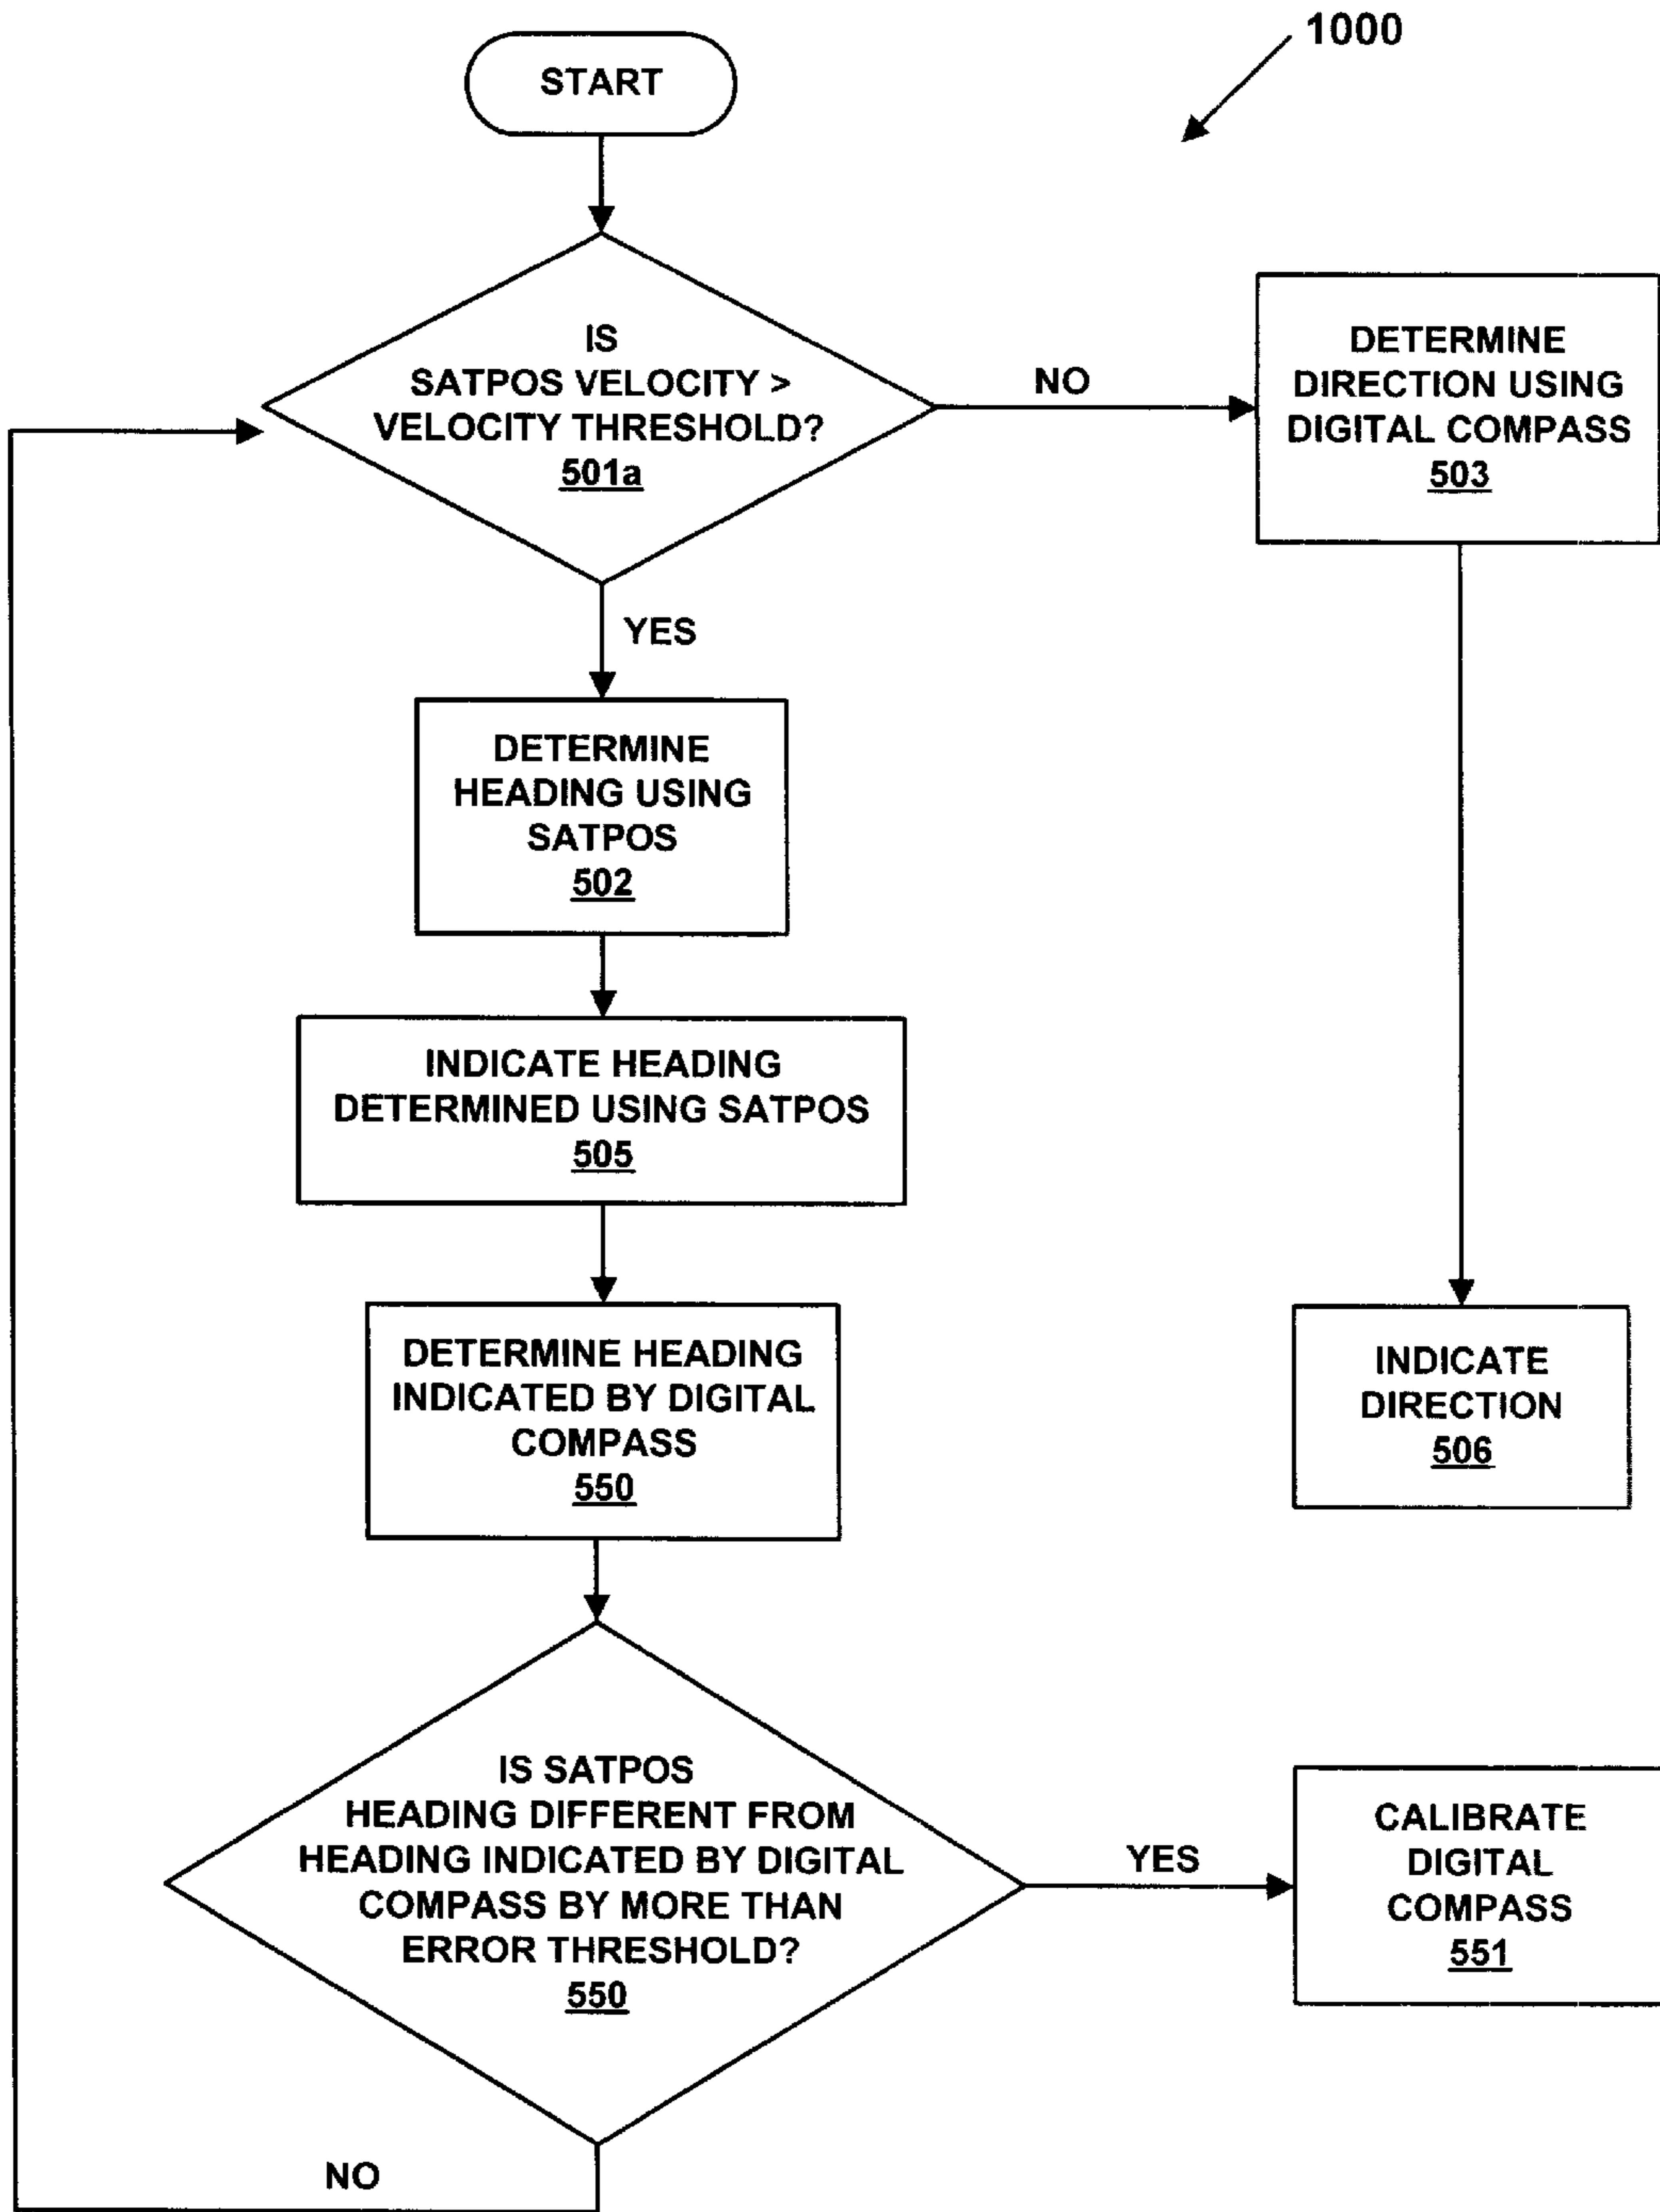 1000
START
IS
SATPOS VELOCITY >
VELOCITY THRESHOLD?
501a
NO
DETERMINE
DIRECTION USING
DIGITAL COMPASS
503
YES
DETERMINE
HEADING USING
SATPOS
502
INDICATE HEADING
DETERMINED USING SATPOS
505
DETERMINE HEADING
INDICATED BY DIGITAL
COMPASS
550
INDICATE
DIRECTION
506
IS SATPOS
HEADING DIFFERENT FROM
HEADING INDICATED BY DIGITAL
COMPASS BY MORE THAN
ERROR THRESHOLD?
550
YES
CALIBRATE
DIGITAL
COMPASS
551
NO